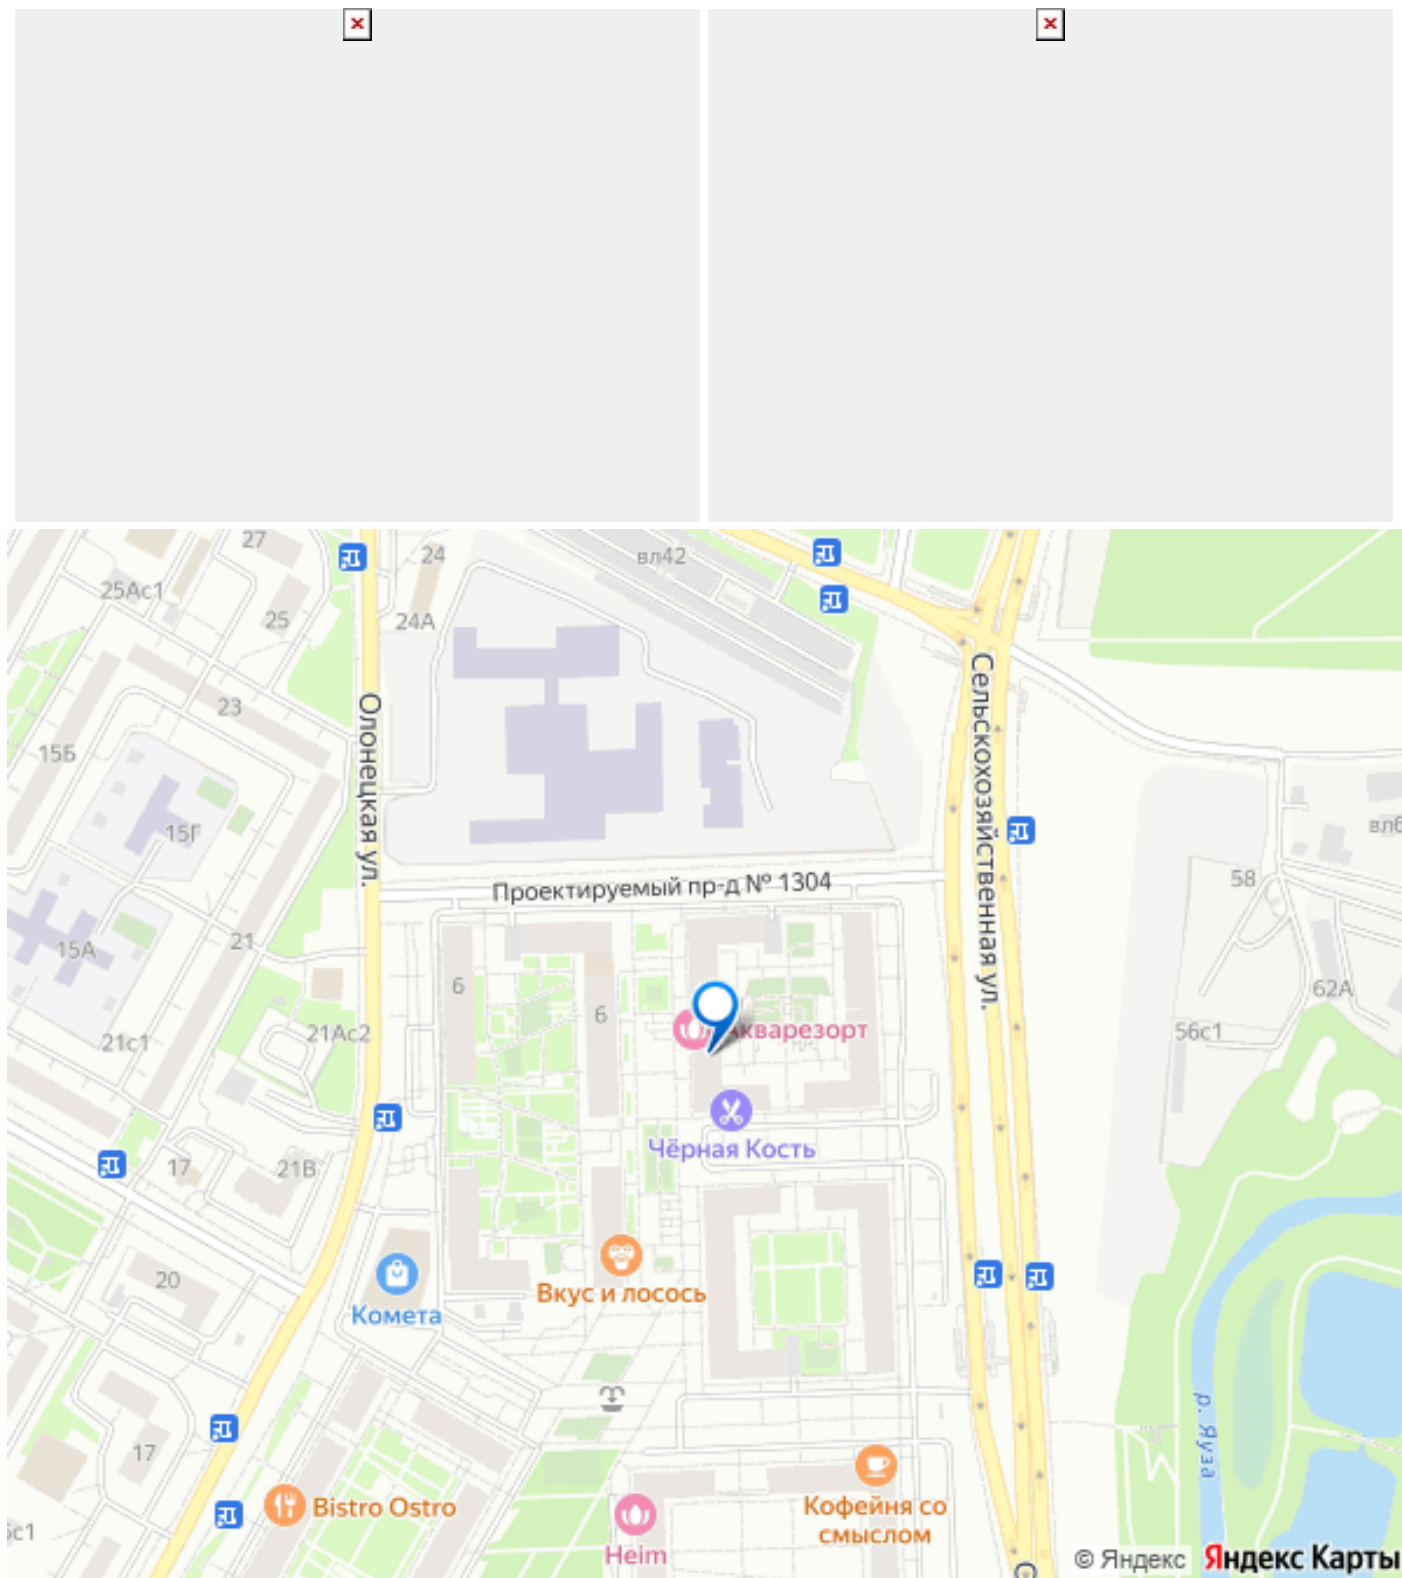 27
24
вл42
25Ас1
25
24А
23
Олонецкая ул.
Сельскохозяйственная ул.
15Б
15Г
58
Проектируемый пр-д № 1304
21
15А
6
6
62А
21с1
21Ас2
Акварезорт
56с1
Чёрная Кость
17
21В
20
Вкус и лосось
Комета
17
р. Яуза
Bistro Ostro
Кофейня со
смыслом
Heim
© Яндекс
Яндекс Карты